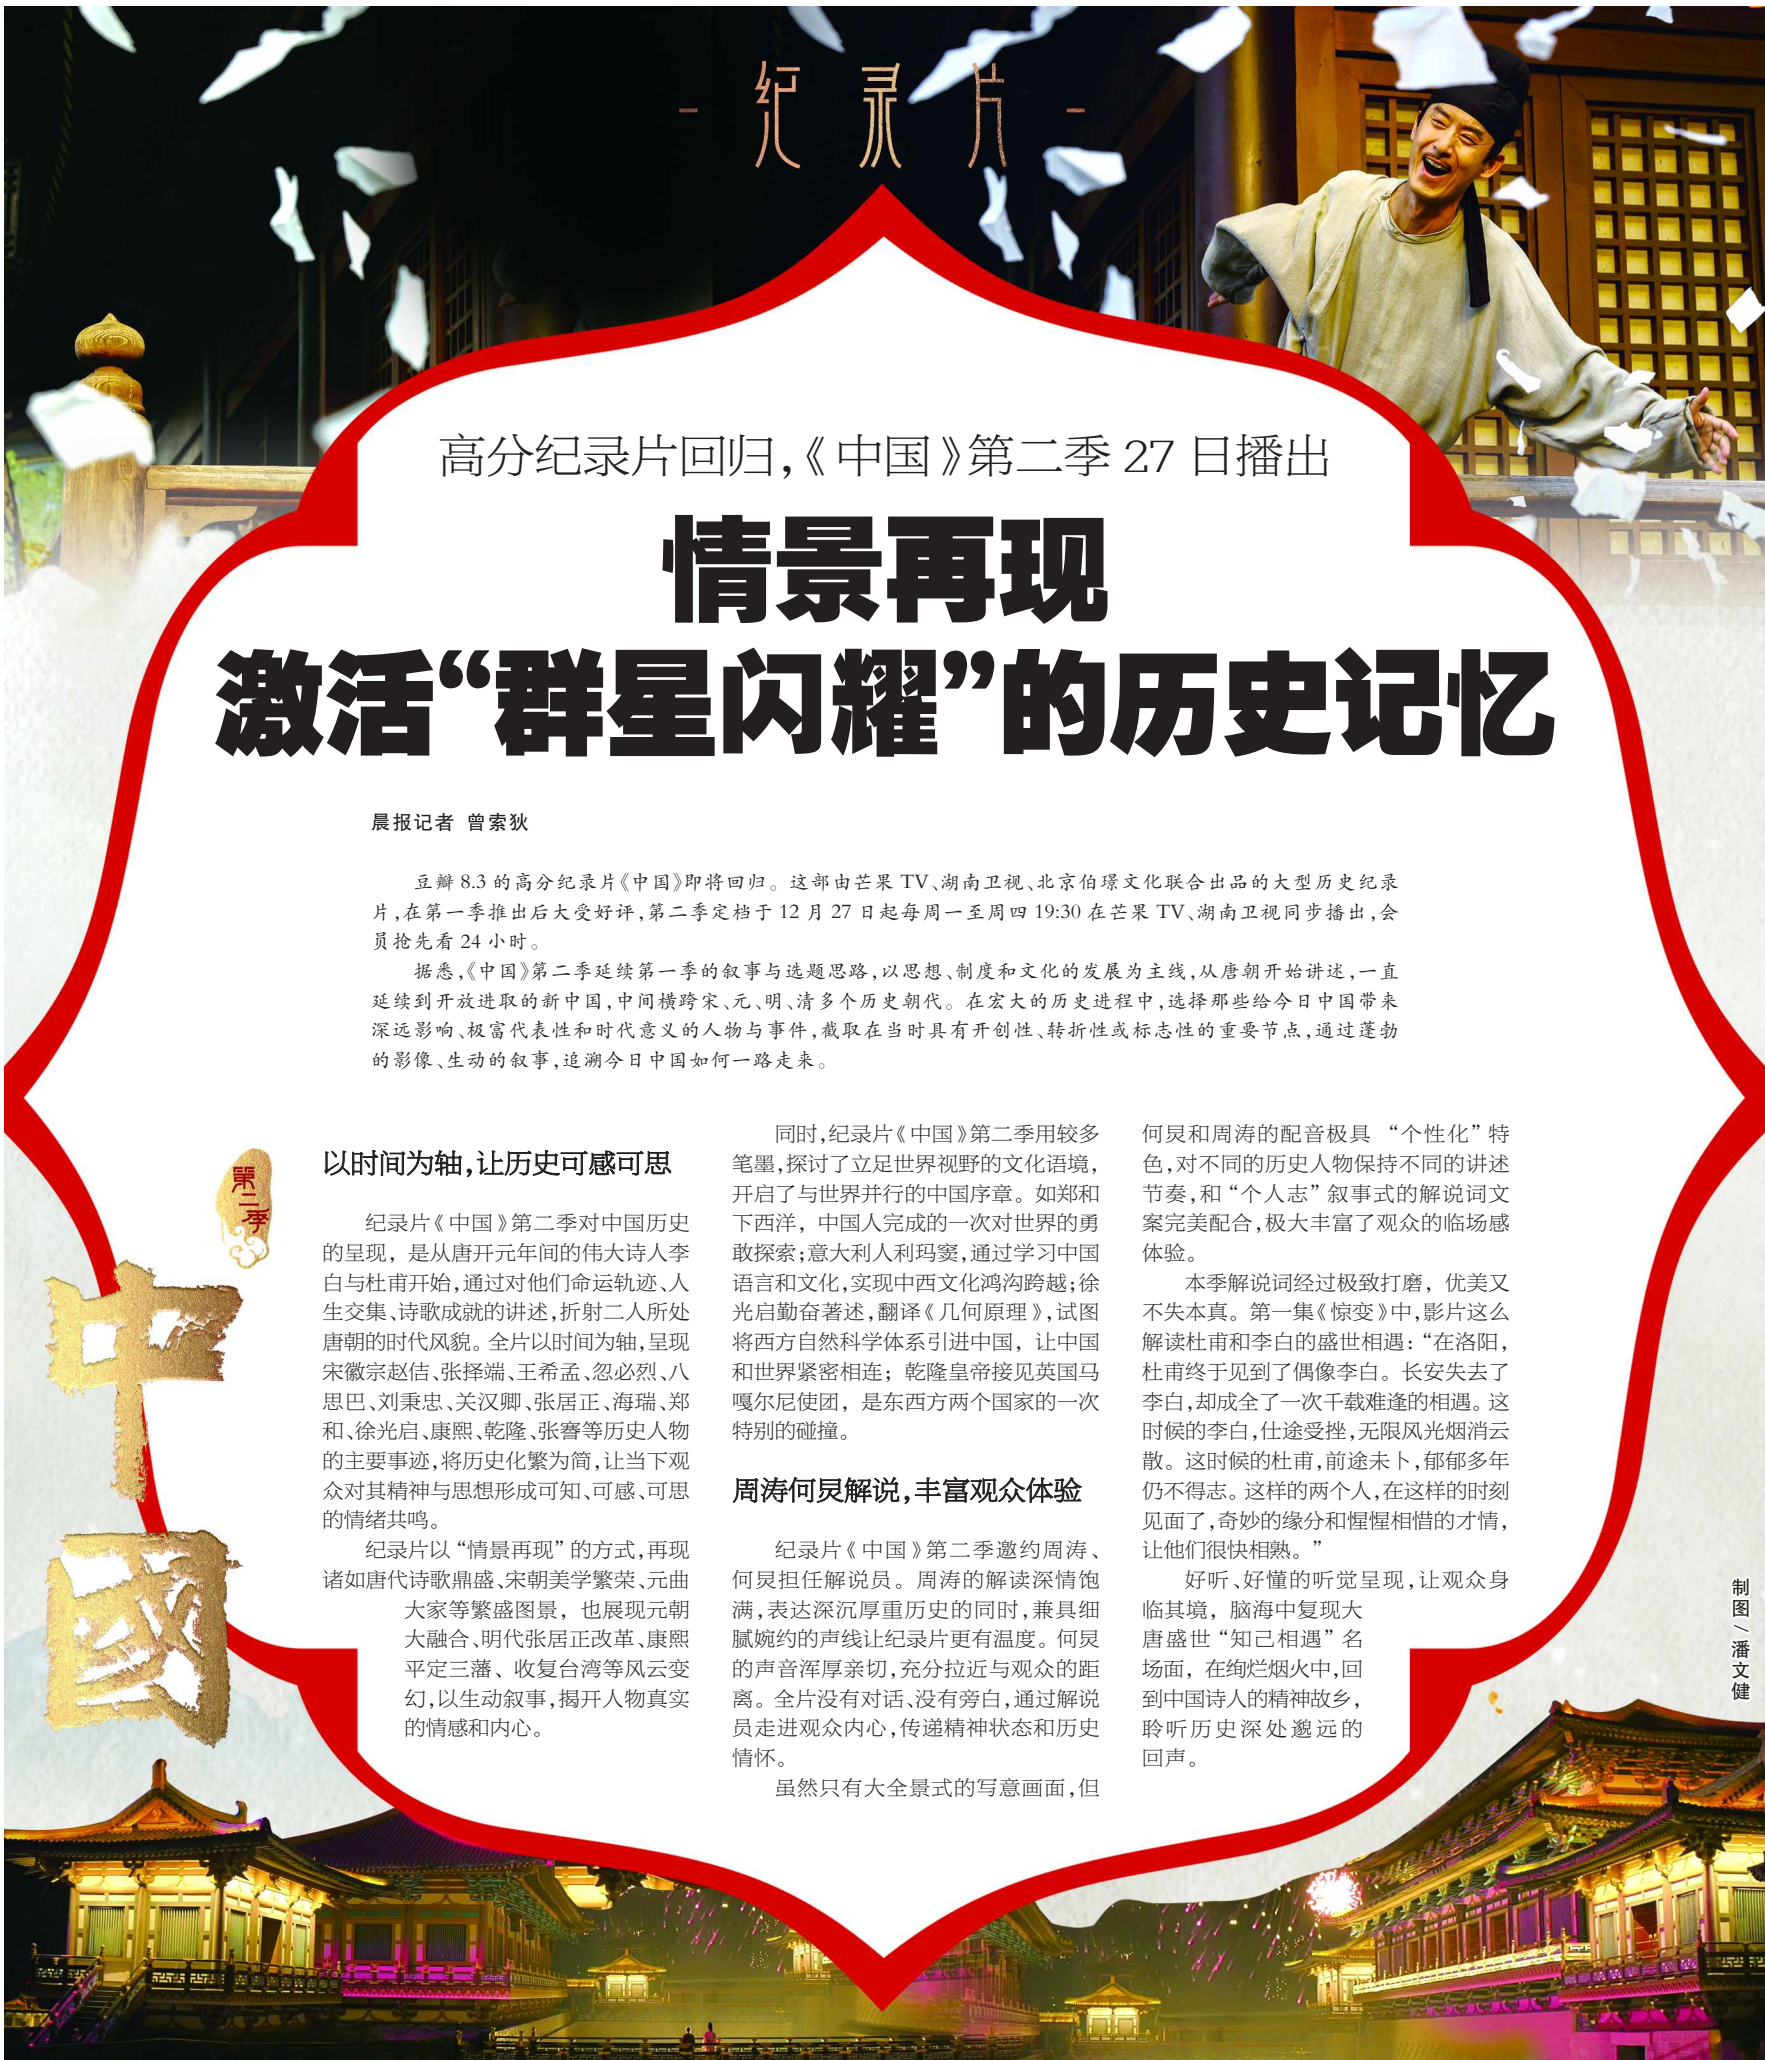 - 纪录片 -
高分纪录片回归,《中国》第二季 27 日播出
情景再现
激活“群星闪耀”的历史记忆
晨报记者 曾索狄
豆瓣 8.3 的高分纪录片《中国》即将回归。这部由芒果 TV、湖南卫视、北京伯璟文化联合出品的大型历史纪录
片,在第一季推出后大受好评,第二季定档于 12 月 27 日起每周一至周四 19:30 在芒果 TV、湖南卫视同步播出,会
员抢先看 24 小时。
据悉,《中国》第二季延续第一季的叙事与选题思路,以思想、制度和文化的发展为主线,从唐朝开始讲述,一直
延续到开放进取的新中国,中间横跨宋、元、明、清多个历史朝代。在宏大的历史进程中,选择那些给今日中国带来
深远影响、极富代表性和时代意义的人物与事件,截取在当时具有开创性、转折性或标志性的重要节点,通过蓬勃
的影像、生动的叙事,追溯今日中国如何一路走来。
第二季
中國
以时间为轴,让历史可感可思
纪录片《中国》第二季对中国历史
的呈现，是从唐开元年间的伟大诗人李
白与杜甫开始,通过对他们命运轨迹、人
生交集、诗歌成就的讲述,折射二人所处
唐朝的时代风貌。全片以时间为轴,呈现
宋徽宗赵佶、张择端、王希孟、忽必烈、八
思巴、刘秉忠、关汉卿、张居正、海瑞、郑
和、徐光启、康熙、乾隆、张謇等历史人物
的主要事迹,将历史化繁为简,让当下观
众对其精神与思想形成可知、可感、可思
的情绪共鸣。
纪录片以“情景再现”的方式,再现
诸如唐代诗歌鼎盛、宋朝美学繁荣、元曲
大家等繁盛图景，也展现元朝
大融合、明代张居正改革、康熙
平定三藩、收复台湾等风云变
幻,以生动叙事,揭开人物真实
的情感和内心。
同时,纪录片《中国》第二季用较多
笔墨,探讨了立足世界视野的文化语境,
开启了与世界并行的中国序章。如郑和
下西洋，中国人完成的一次对世界的勇
敢探索;意大利人利玛窦,通过学习中国
语言和文化,实现中西文化鸿沟跨越;徐
光启勤奋著述,翻译《几何原理》,试图
将西方自然科学体系引进中国，让中国
和世界紧密相连；乾隆皇帝接见英国马
嘎尔尼使团，是东西方两个国家的一次
特别的碰撞。
周涛何炅解说,丰富观众体验
纪录片《中国》第二季邀约周涛、
何炅担任解说员。周涛的解读深情饱
满,表达深沉厚重历史的同时,兼具细
腻婉约的声线让纪录片更有温度。何炅
的声音浑厚亲切,充分拉近与观众的距
离。全片没有对话、没有旁白,通过解说
员走进观众内心,传递精神状态和历史
情怀。
虽然只有大全景式的写意画面,但
何炅和周涛的配音极具“个性化”特
色,对不同的历史人物保持不同的讲述
节奏,和“个人志”叙事式的解说词文
案完美配合,极大丰富了观众的临场感
体验。
本季解说词经过极致打磨，优美又
不失本真。第一集《惊变》中,影片这么
解读杜甫和李白的盛世相遇：“在洛阳,
杜甫终于见到了偶像李白。长安失去了
李白,却成全了一次千载难逢的相遇。这
时候的李白,仕途受挫,无限风光烟消云
散。这时候的杜甫,前途未卜,郁郁多年
仍不得志。这样的两个人,在这样的时刻
见面了,奇妙的缘分和惺惺相惜的才情,
让他们很快相熟。”
好听、好懂的听觉呈现,让观众身
临其境，脑海中复现大
唐盛世“知己相遇”名
场面，在绚烂烟火中,回
到中国诗人的精神故乡,
聆听历史深处邈远的
回声。
制图/潘文健